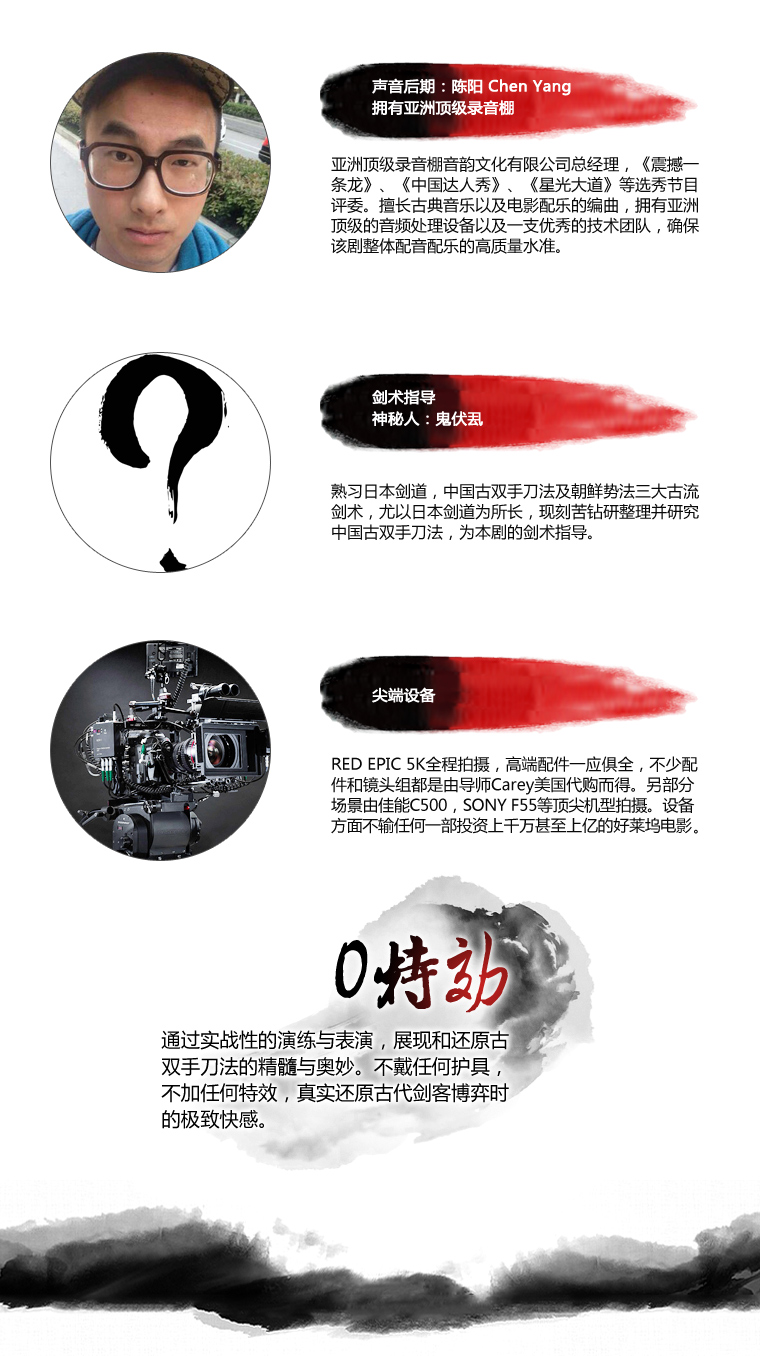 声音后期：陈阳 Chen Yang
拥有亚洲顶级录音棚
亚洲顶级录音棚音韵文化有限公司总经理，《震撼一
条龙》、《中国达人秀》、《星光大道》等选秀节目
评委。擅长古典音乐以及电影配乐的编曲，拥有亚洲
顶级的音频处理设备以及一支优秀的技术团队，确保
该剧整体配音配乐的高质量水准。
剑术指导
神秘人：鬼伏
熟习日本剑道，中国古双手刀法及朝鲜势法三大古流
剑术，尤以日本剑道为所长，现刻苦钻研整理并研究
中国古双手刀法，为本剧的剑术指导。
尖端设备
RED EPIC 5K全程拍摄，高端配件一应俱全，不少配
件和镜头组都是由导师Carey美国代购而得。另部分
场景由佳能C500，SONY F55等顶尖机型拍摄。设备
方面不输任何一部投资上千万甚至上亿的好莱坞电影。
0特効
通过实战性的演练与表演，展现和还原古
双手刀法的精髓与奥妙。不戴任何护具，
不加任何特效，真实还原古代剑客博弈时
的极致快感。